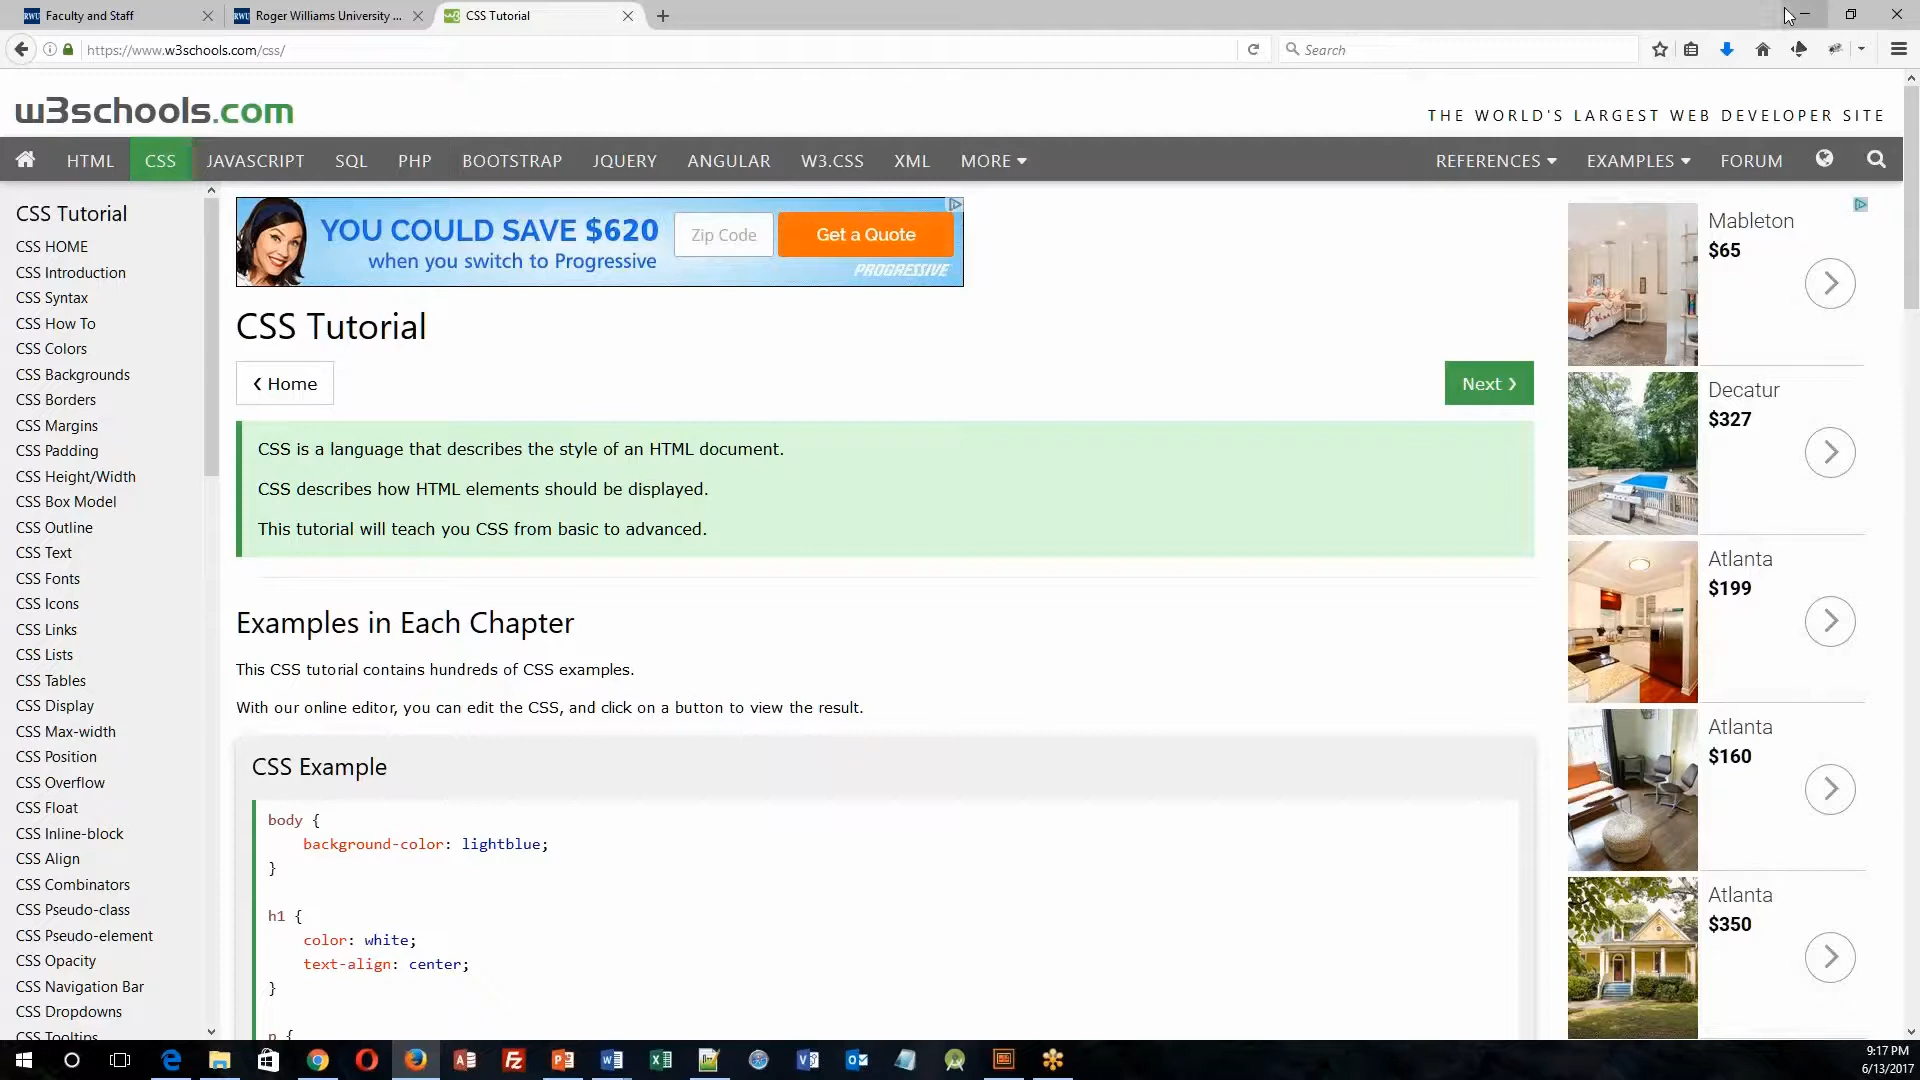 Faculty and Staff
Roger Williams University ...
CSS Tutorial
https://www.w3schools.com/css/
Search
w3schools.com
THE WORLD'S LARGEST WEB DEVELOPER SITE
HTML CSS JAVASCRIPT SQL PHP BOOTSTRAP JQUERY ANGULAR W3.CSS XML MORE REFERENCES EXAMPLES FORUM
CSS Tutorial
CSS HOME
CSS Introduction
CSS Syntax
CSS How To
CSS Colors
CSS Backgrounds
CSS Borders
CSS Margins
CSS Padding
CSS Height/Width
CSS Box Model
CSS Outline
CSS Text
CSS Fonts
CSS Icons
CSS Links
CSS Lists
CSS Tables
CSS Display
CSS Max-width
CSS Position
CSS Overflow
CSS Float
CSS Inline-block
CSS Align
CSS Combinators
CSS Pseudo-class
CSS Pseudo-element
CSS Opacity
CSS Navigation Bar
CSS Dropdowns
CSS Tooltips
YOU COULD SAVE $620
when you switch to Progressive
Zip Code
Get a Quote
PROGRESSIVE
CSS Tutorial
❮ Home
Next ❯
CSS is a language that describes the style of an HTML document.
CSS describes how HTML elements should be displayed.
This tutorial will teach you CSS from basic to advanced.
Examples in Each Chapter
This CSS tutorial contains hundreds of CSS examples.
With our online editor, you can edit the CSS, and click on a button to view the result.
CSS Example
body {
background-color: lightblue;
}
h1 {
color: white;
text-align: center;
}
p {
Mableton
$65
Decatur
$327
Atlanta
$199
Atlanta
$160
Atlanta
$350
9:17 PM
6/13/2017